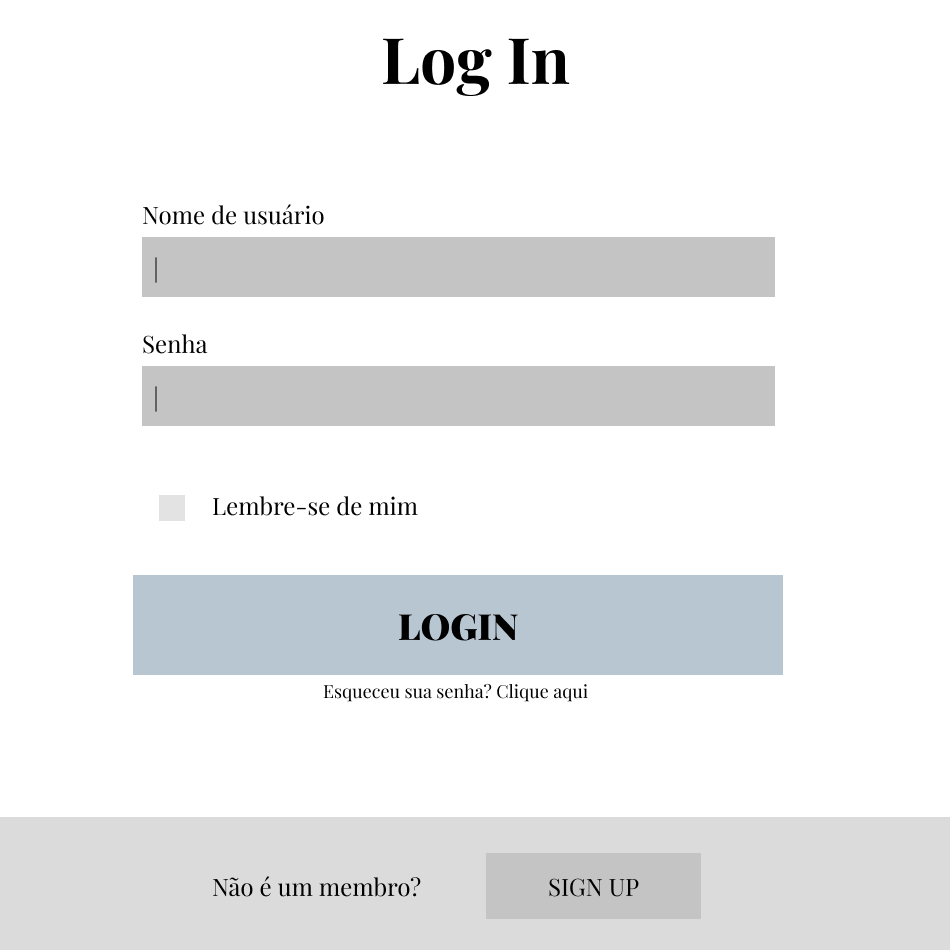 Log In
Nome de usuário
Senha
Lembre-se de mim
LOGIN
Esqueceu sua senha? Clique aqui
Não é um membro? SIGN UP